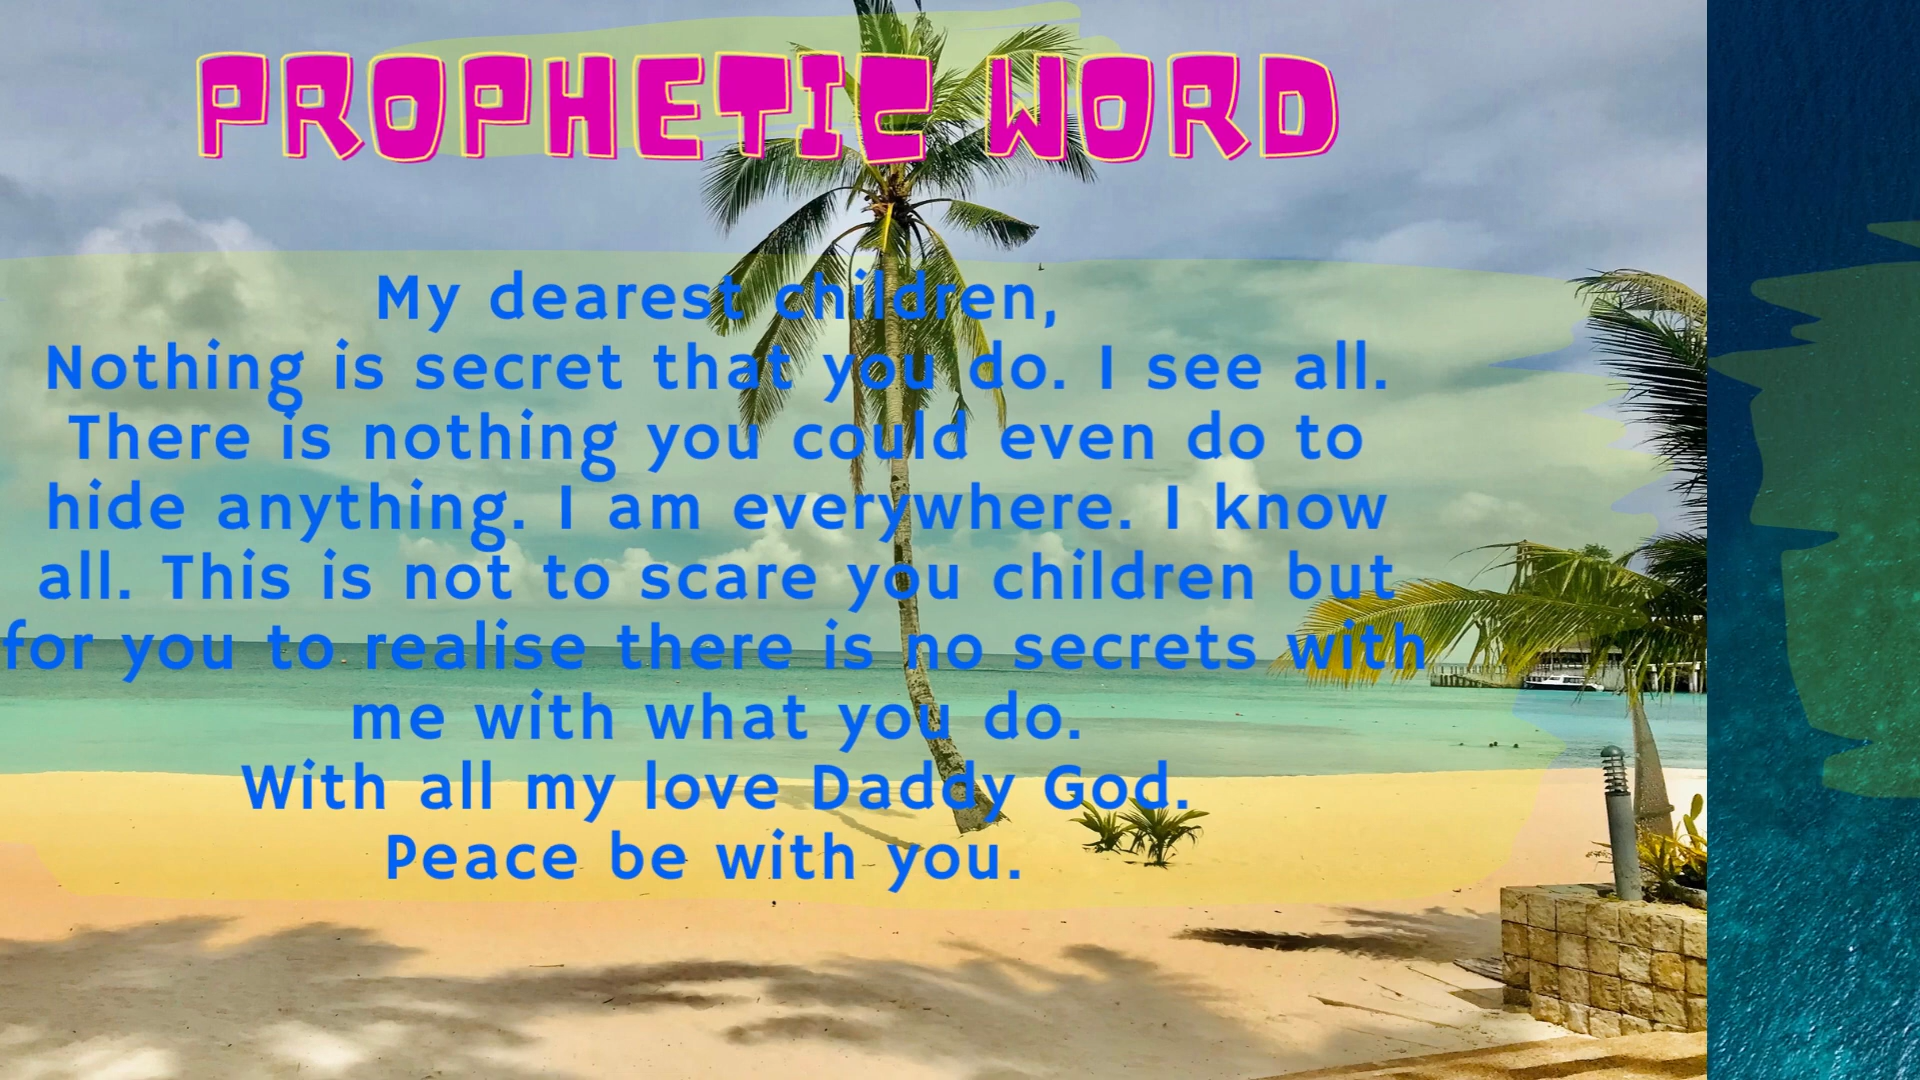 PROPHETIC WORD
My dearest children,
Nothing is secret that you do. I see all.
There is nothing you could even do to
hide anything. I am everywhere. I know
all. This is not to scare you children but
for you to realise there is no secrets with
me with what you do.
With all my love Daddy God.
Peace be with you.